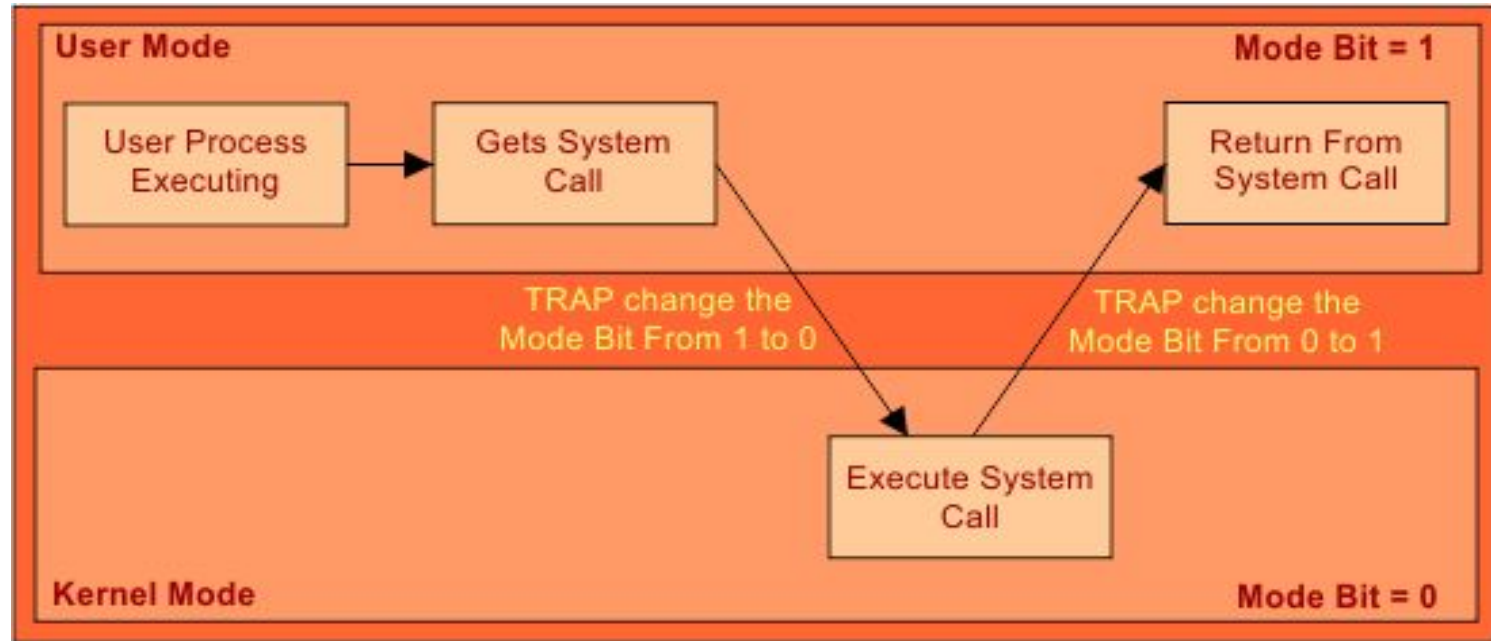 User Mode
Mode Bit = 1
User Process
Executing
Gets System
Call
Return From
System Call
TRAP change the
Mode Bit From 1 to 0
TRAP change the
Mode Bit From 0 to 1
Execute System
Call
Kernel Mode
Mode Bit = 0